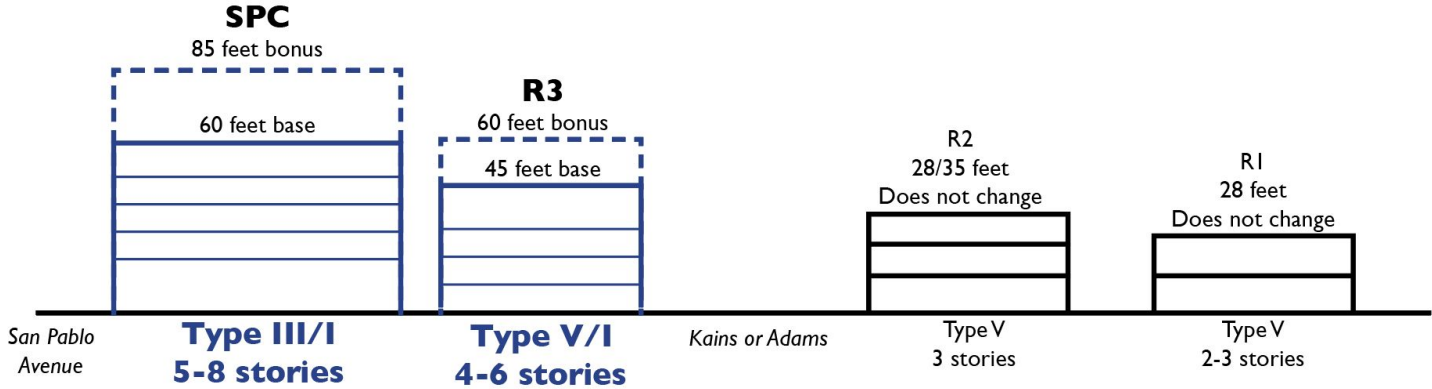 SPC
85 feet bonus
60 feet base
R3
60 feet bonus
45 feet base
R2
28/35 feet
Does not change
R1
28 feet
Does not change
San Pablo
Avenue
Type III/I
5-8 stories
Type V/I
4-6 stories
Kains or Adams
Type V
3 stories
Type V
2-3 stories